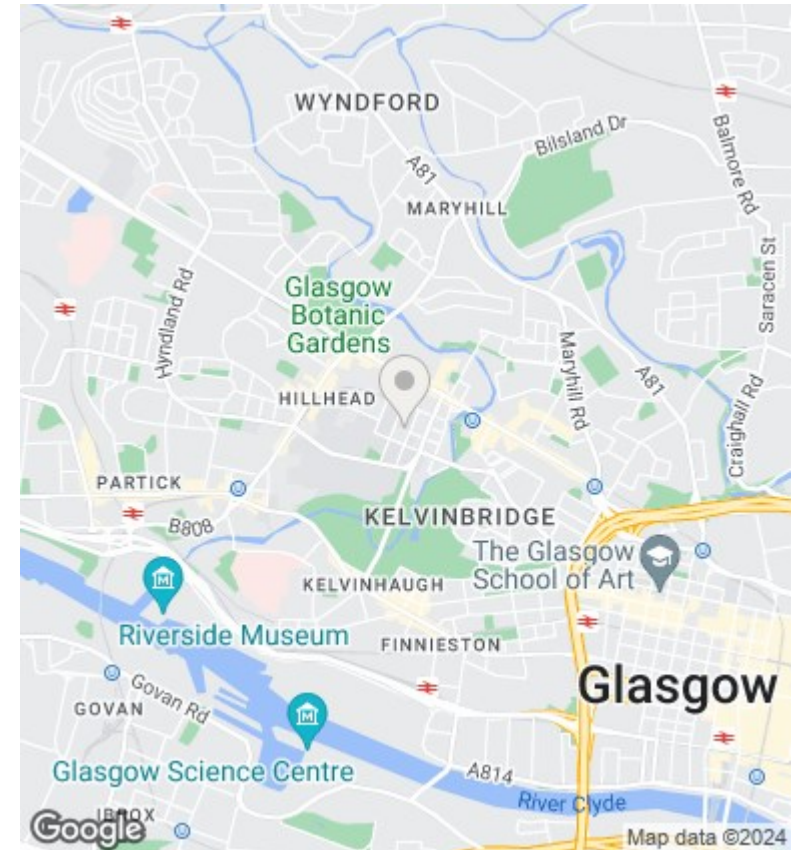 WYNDFORD
Bilsland Dr
Balmore Rd
A81
MARYHILL
Saracen St
Hyndland Rd
Glasgow
Botanic
Gardens
Maryhill Rd
A81
HILLHEAD
Craighall Rd
PARTICK
B808
KELVINBRIDGE
The Glasgow
School of Art
KELVINHAUGH
Riverside Museum
FINNIESTON
Glasgow
Govan Rd
GOVAN
Glasgow Science Centre
A814
River Clyde
IBROX
Google
Map data ©2024